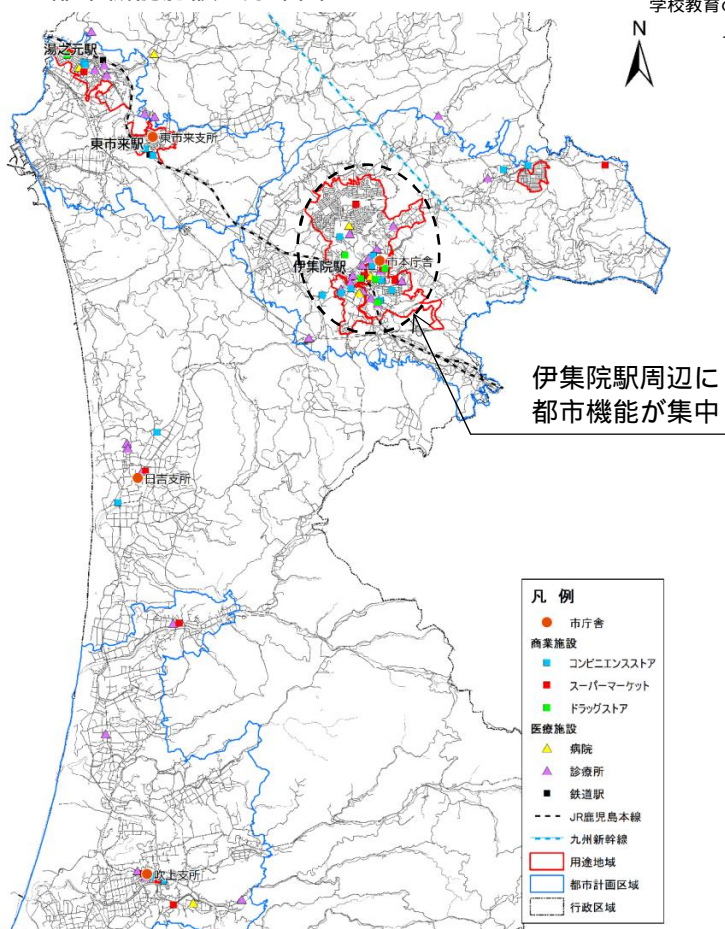 学校教育の
N
湯之元駅
東市来支所
東市来駅
伊集院駅
市本庁舎
伊集院駅周辺に
都市機能が集中
日吉支所
吹上支所
凡 例
市庁舎
商業施設
コンビニエンスストア
スーパーマーケット
ドラッグストア
医療施設
病院
診療所
鉄道駅
JR鹿児島本線
九州新幹線
用途地域
都市計画区域
行政区域